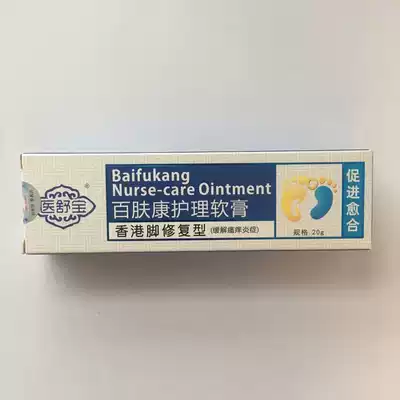 医舒宝
®
Baifukang
Nurse-care Ointment
百肤康护理软膏
香港脚修复型(缓解瘙痒炎症)
规格:20g
促进愈合